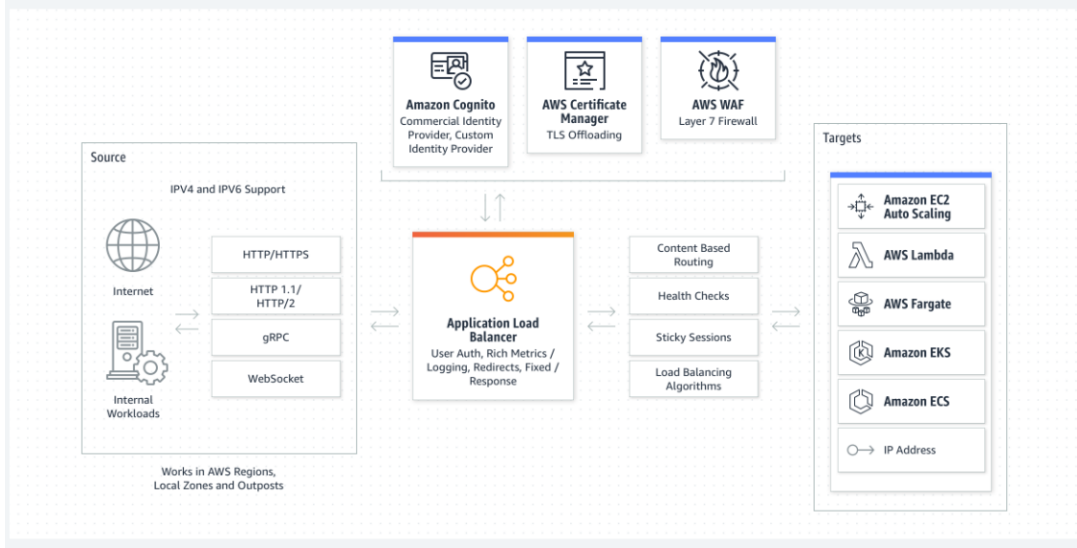 Amazon Cognito
Commercial Identity
Provider, Custom
Identity Provider
AWS Certificate
Manager
TLS Offloading
AWS WAF
Layer 7 Firewall
Source
IPV4 and IPV6 Support
Internet
Internal
Workloads
HTTP/HTTPS
HTTP 1.1/
HTTP/2
gRPC
WebSocket
Works in AWS Regions,
Local Zones and Outposts
Application Load
Balancer
User Auth, Rich Metrics /
Logging, Redirects, Fixed /
Response
Content Based
Routing
Health Checks
Sticky Sessions
Load Balancing
Algorithms
Targets
Amazon EC2
Auto Scaling
AWS Lambda
AWS Fargate
K
Amazon EKS
Amazon ECS
IP Address